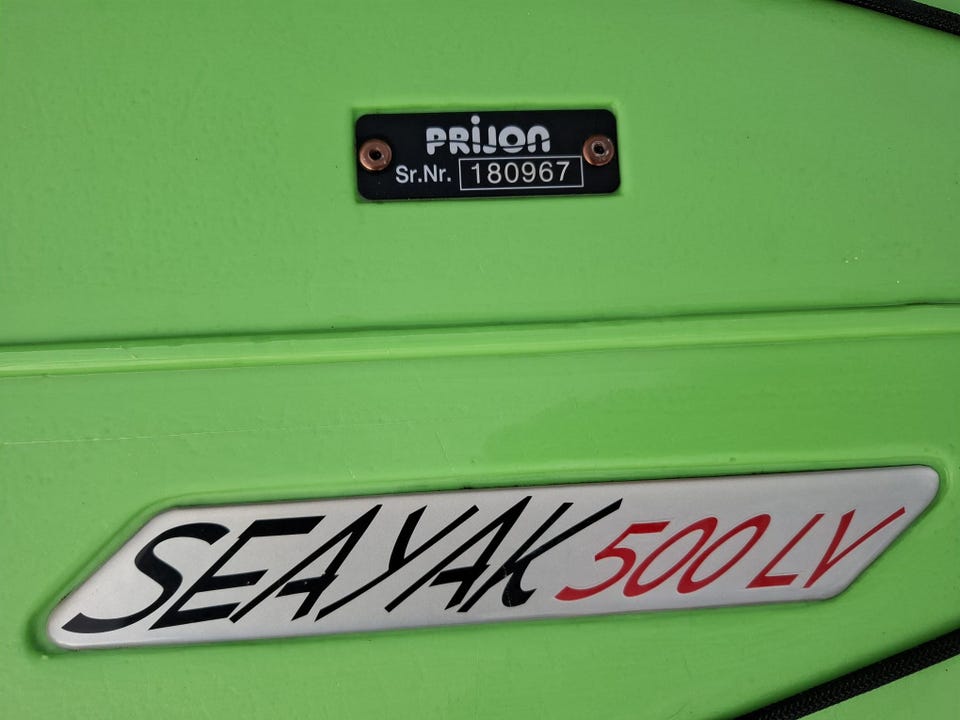 PRIJON
Sr.Nr. 180967
SEAYAK 500 LV